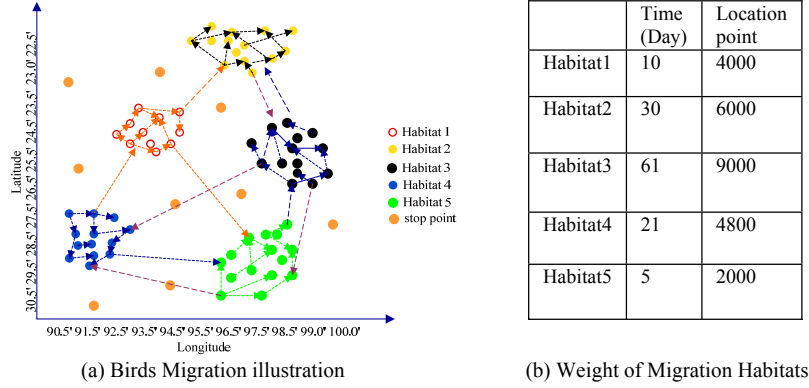 Latitude
22.5'
23.0'
23.5'
24.5'
25.5'
26.5'
27.5'
28.5'
29.5'
30.5'
90.5' 91.5' 92.5' 93.5' 94.5' 95.5' 96.5' 97.5' 98.5' 99.0' 100.0'
Longitude
Habitat 1
Habitat 2
Habitat 3
Habitat 4
Habitat 5
stop point
(a) Birds Migration illustration
Time (Day) Location point
Habitat1 10 4000
Habitat2 30 6000
Habitat3 61 9000
Habitat4 21 4800
Habitat5 5 2000
(b) Weight of Migration Habitats